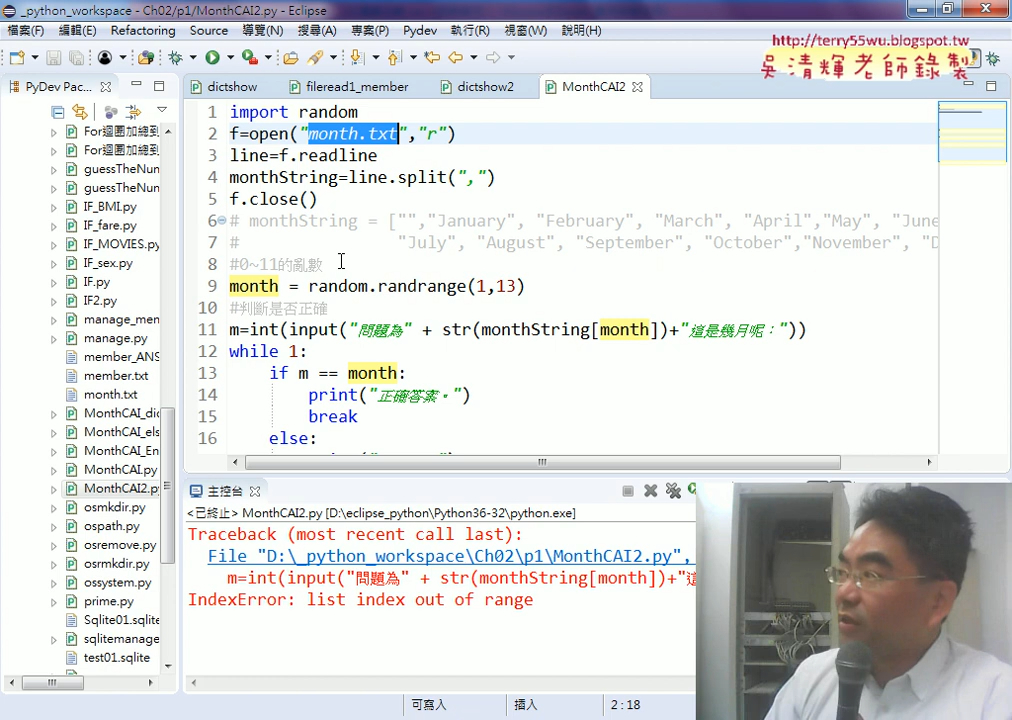 _python_workspace - Ch02/p1/MonthCAI2.py - Eclipse
檔案(F) 編輯(E) Refactoring Source 導覽(N) 搜尋(A) 專案(P) Pydev 執行(R) 視窗(W) 說明(H)
http://terry55wu.blogspot.tw
吳清輝老師錄製
PyDev Pac...
dictshow
fileread1_member
dictshow2
MonthCAI2
For迴圈加總到
For迴圈加總到
guessTheNun
guessTheNu
IF_BMI.py
IF_fare.py
IF_MOVIES.py
IF_sex.py
IF.py
IF2.py
manage_men
manage.py
member_ANS
member.txt
month.txt
MonthCAI_dic
MonthCAI_els
MonthCAI_En
MonthCAI.py
MonthCAI2.py
osmkdir.py
ospath.py
osremove.py
osrmkdir.py
ossystem.py
prime.py
Sqlite01.sqlite
sqlitemanage
test01.sqlite
1 import random
2 f=open("month.txt","r")
3 line=f.readline
4 monthString=line.split(",")
5 f.close()
6 # monthString = ["","January", "February", "March", "April","May", "June
7 # "July", "August", "September", "October","November", "D
8 #0~11的亂數
9 month = random.randrange(1,13)
10 #判斷是否正確
11 m=int(input("問題為" + str(monthString[month])+"這是幾月呢："))
12 while 1:
13 if m == month:
14 print("正確答案。")
15 break
16 else:
主控台
<已終止> MonthCAI2.py [D:\eclipse_python\Python36-32\python.exe]
Traceback (most recent call last):
File "D:\_python_workspace\Ch02\p1\MonthCAI2.py",
m=int(input("問題為" + str(monthString[month])+"這
IndexError: list index out of range
可寫入 插入 2:18